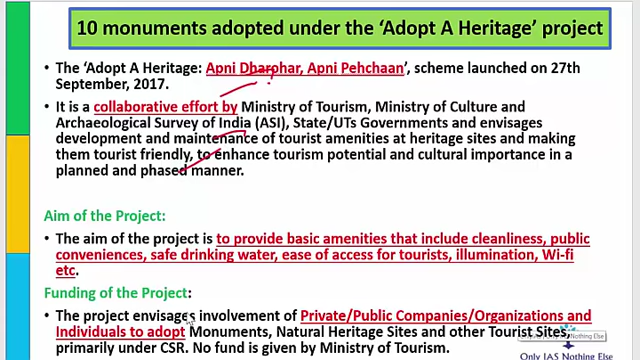 10 monuments adopted under the ‘Adopt A Heritage’ project
• The ‘Adopt A Heritage: Apni Dharohar, Apni Pehchaan’, scheme launched on 27th
September, 2017.
• It is a collaborative effort by Ministry of Tourism, Ministry of Culture and
Archaeological Survey of India (ASI), State/UTs Governments and envisages
development and maintenance of tourist amenities at heritage sites and making
them tourist friendly, to enhance tourism potential and cultural importance in a
planned and phased manner.
Aim of the Project:
• The aim of the project is to provide basic amenities that include cleanliness, public
conveniences, safe drinking water, ease of access for tourists, illumination, Wi-fi
etc.
Funding of the Project:
• The project envisages involvement of Private/Public Companies/Organizations and
Individuals to adopt Monuments, Natural Heritage Sites and other Tourist Sites,
primarily under CSR. No fund is given by Ministry of Tourism.
Only IAS Nothing Else